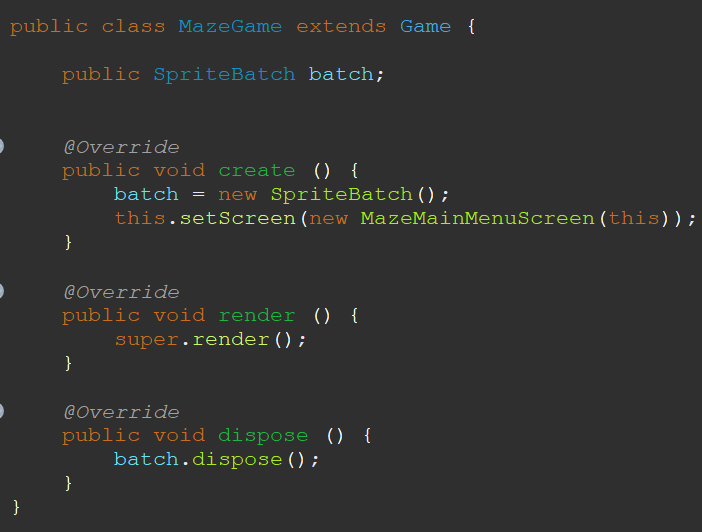 public class MazeGame extends Game {
public SpriteBatch batch;
@Override
public void create () {
batch = new SpriteBatch();
this.setScreen(new MazeMainMenuScreen(this));
}
@Override
public void render () {
super.render();
}
@Override
public void dispose () {
batch.dispose();
}
}